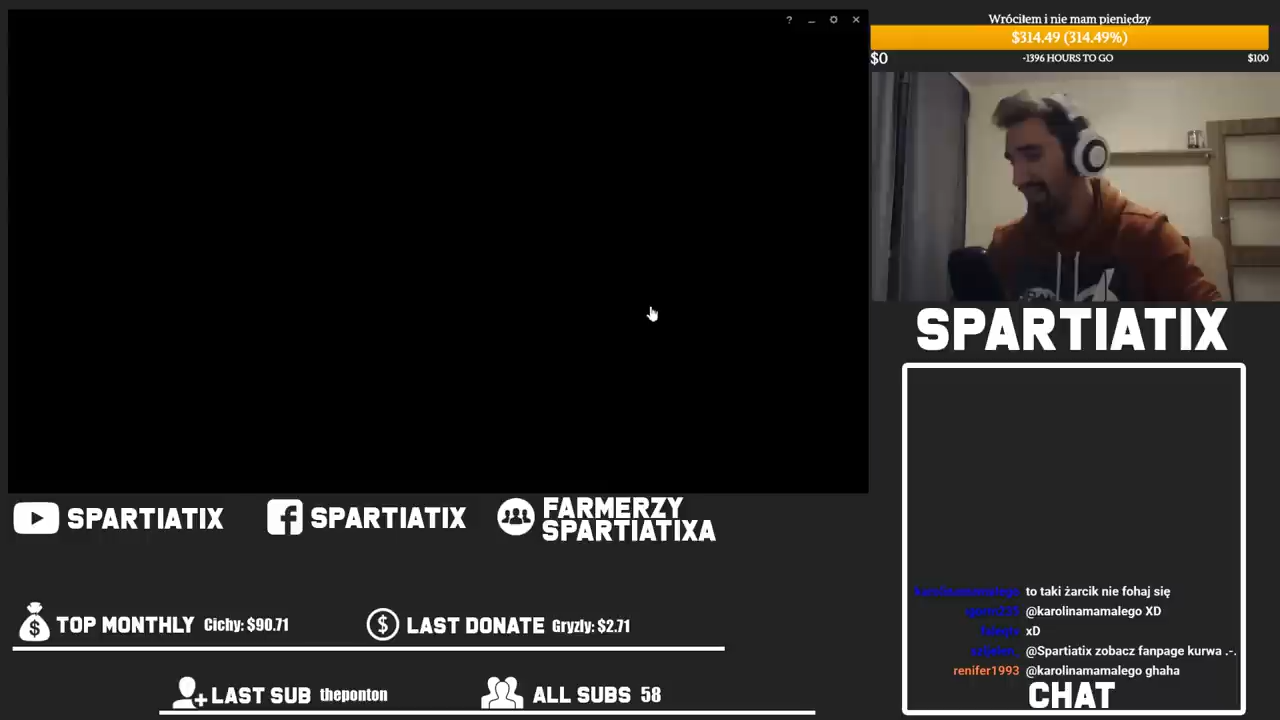 Wróciłem i nie mam pieniędzy
$314.49 (314.49%)
$0 -1396 HOURS TO GO $100
SPARTIATIX
SPARTIATIX
SPARTIATIX
FARMERZY
SPARTIATIXA
TOP MONTHLY Cichy: $90.71
LAST DONATE Gryzly: $2.71
LAST SUB theponton
ALL SUBS 58
karolinamamalego to taki żarcik nie fohaj się
@karolinamamalego XD
xD
@Spartiatix zobacz fanpage kurwa .-.
renifer1993 @karolinamamalego ghaha
CHAT